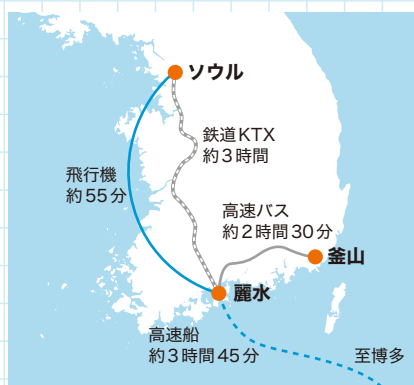 ソウル
鉄道KTX
約3時間
飛行機
約55分
高速バス
約2時間30分
釜山
麗水
高速船
約3時間45分
至博多